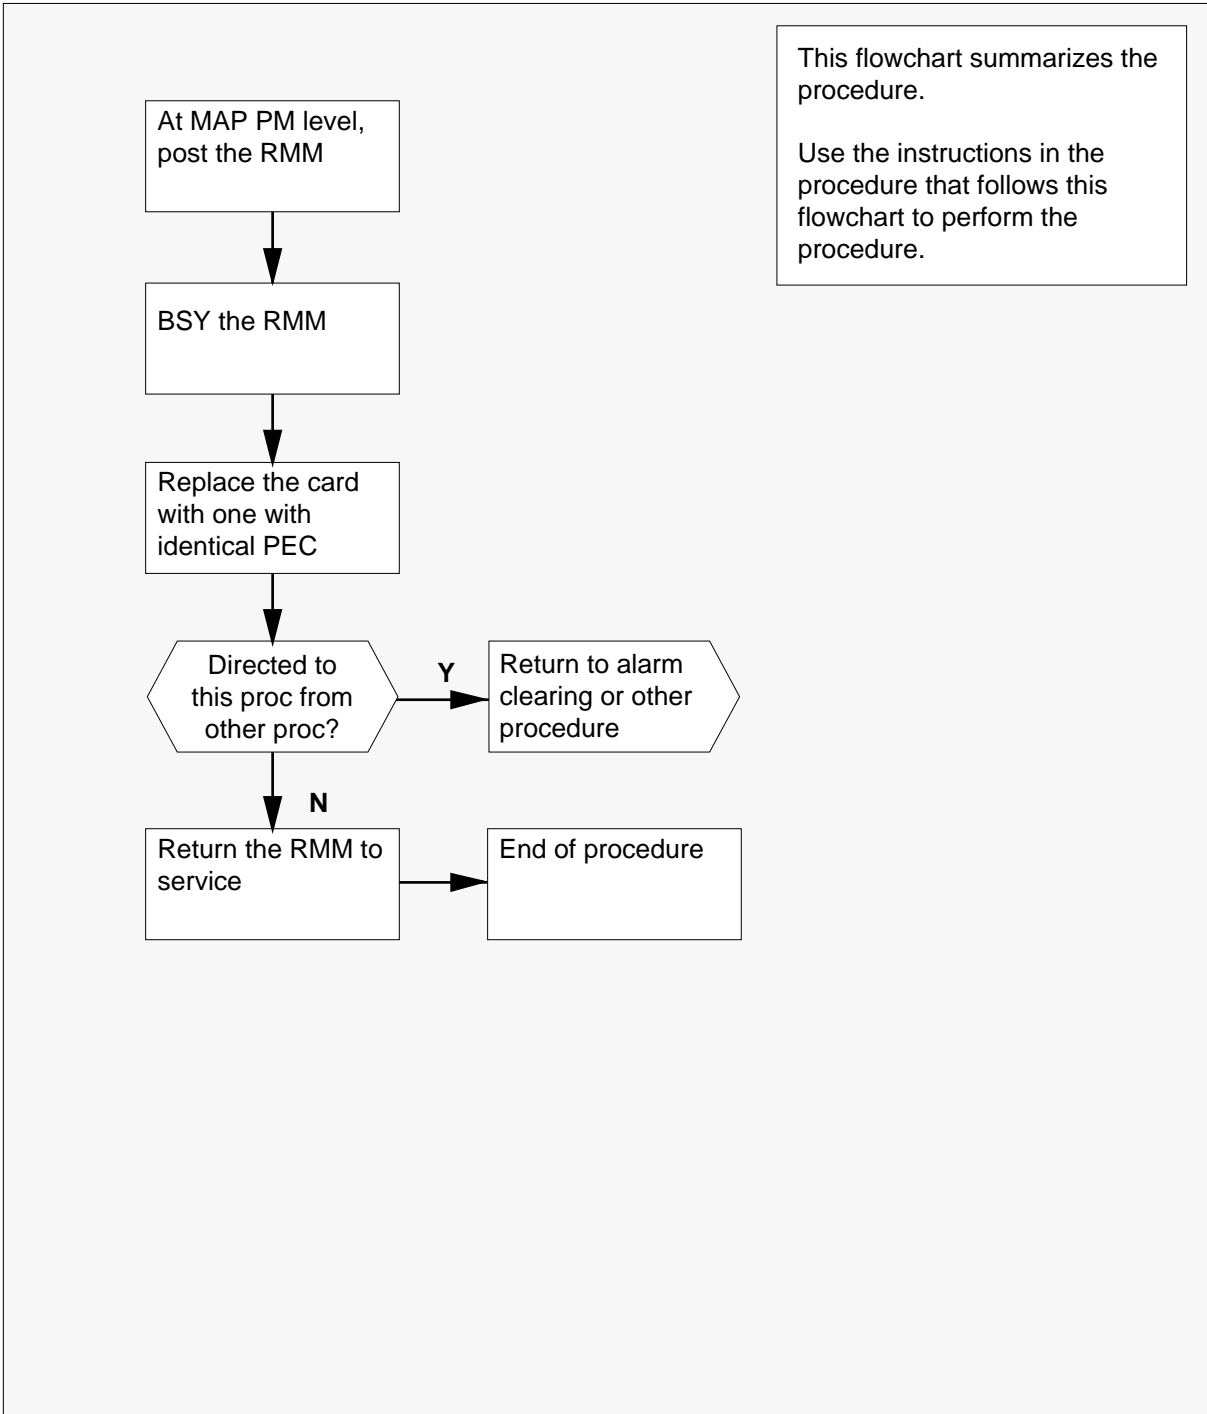 This flowchart summarizes the
procedure.
Use the instructions in the
procedure that follows this
flowchart to perform the
procedure.
At MAP PM level,
post the RMM
BSY the RMM
Replace the card
with one with
identical PEC
Directed to
this proc from
other proc?
Y
Return to alarm
clearing or other
procedure
N
Return the RMM to
service
End of procedure